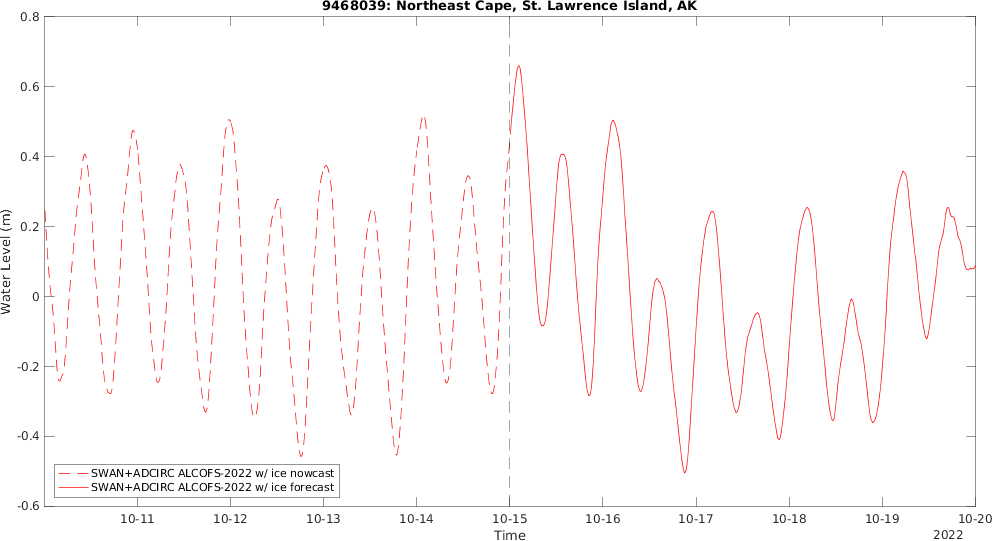 9468039: Northeast Cape, St. Lawrence Island, AK
0.8
0.6
0.4
0.2
0
-0.2
-0.4
-0.6
Water Level (m)
SWAN+ADCIRC ALCOFS-2022 w/ ice nowcast
SWAN+ADCIRC ALCOFS-2022 w/ ice forecast
10-11 10-12 10-13 10-14 10-15 10-16 10-17 10-18 10-19 10-20
Time
2022